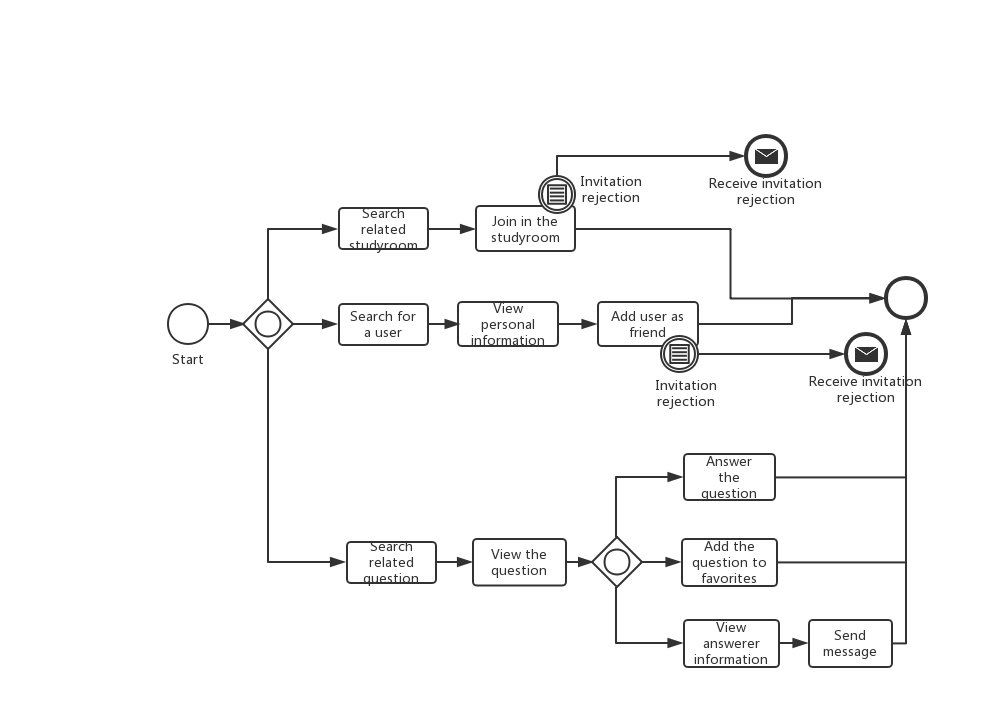 Invitation
rejection
Receive invitation
rejection
Search
related
studyroom
Join in the
studyroom
Start
Search for
a user
View
personal
information
Add user as
friend
Invitation
rejection
Receive invitation
rejection
Answer
the
question
Search
related
question
View the
question
Add the
question to
favorites
View
answerer
information
Send
message